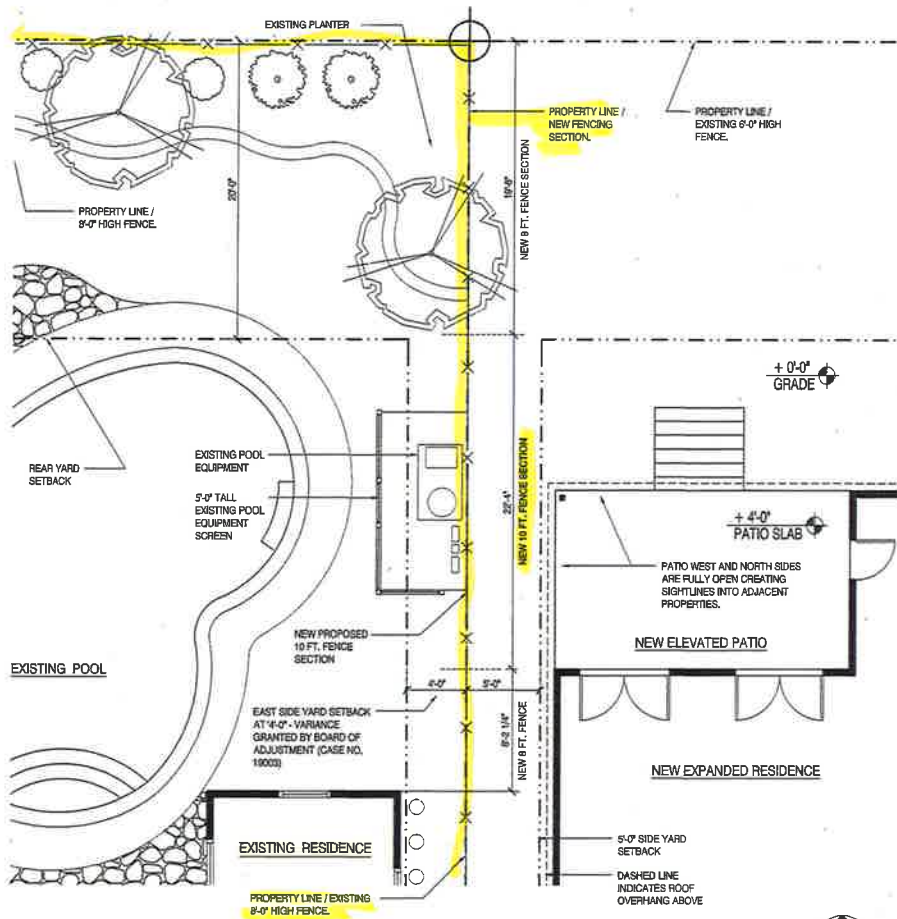 EXISTING PLANTER
PROPERTY LINE /
NEW FENCING
SECTION.
PROPERTY LINE /
EXISTING 6'-0" HIGH
FENCE.
PROPERTY LINE /
8'-0" HIGH FENCE.
20'-0"
19'-8"
NEW 8 FT. FENCE SECTION
+ 0'-0"
GRADE
REAR YARD
SETBACK
EXISTING POOL
EQUIPMENT
5'-0" TALL
EXISTING POOL
EQUIPMENT
SCREEN
22'-4"
NEW 10 FT. FENCE SECTION
+ 4'-0"
PATIO SLAB
PATIO WEST AND NORTH SIDES
ARE FULLY OPEN CREATING
SIGHTLINES INTO ADJACENT
PROPERTIES.
NEW PROPOSED
10 FT. FENCE
SECTION
NEW ELEVATED PATIO
EXISTING POOL
4'-0"
5'-0"
EAST SIDE YARD SETBACK
AT '4'-0" - VARIANCE
GRANTED BY BOARD OF
ADJUSTMENT (CASE NO.
19003)
8'-2 1/4"
NEW 8 FT. FENCE
NEW EXPANDED RESIDENCE
EXISTING RESIDENCE
5'-0" SIDE YARD
SETBACK
DASHED LINE
INDICATES ROOF
OVERHANG ABOVE
PROPERTY LINE / EXISTING
8'-0" HIGH FENCE.